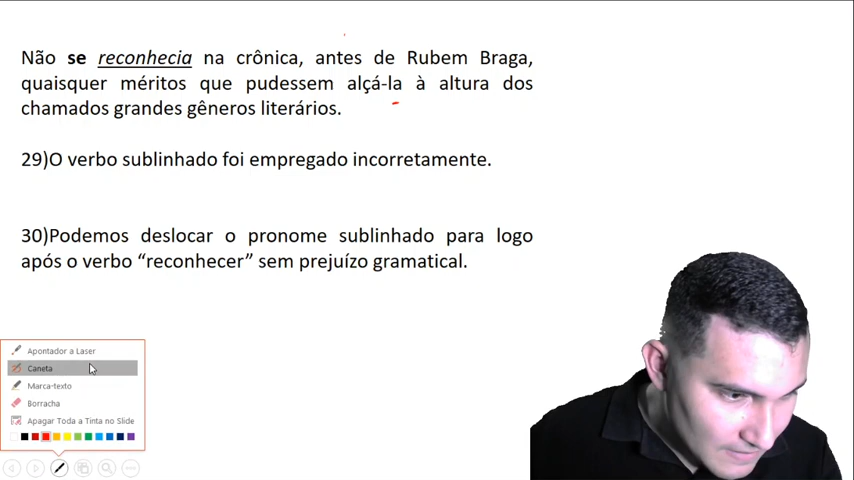 Não se reconhecia na crônica, antes de Rubem Braga,
quaisquer méritos que pudessem alçá-la à altura dos
chamados grandes gêneros literários.
29)O verbo sublinhado foi empregado incorretamente.
30)Podemos deslocar o pronome sublinhado para logo
após o verbo “reconhecer” sem prejuízo gramatical.
Apontador a Laser
Caneta
Marca-texto
Borracha
Apagar Toda a Tinta no Slide